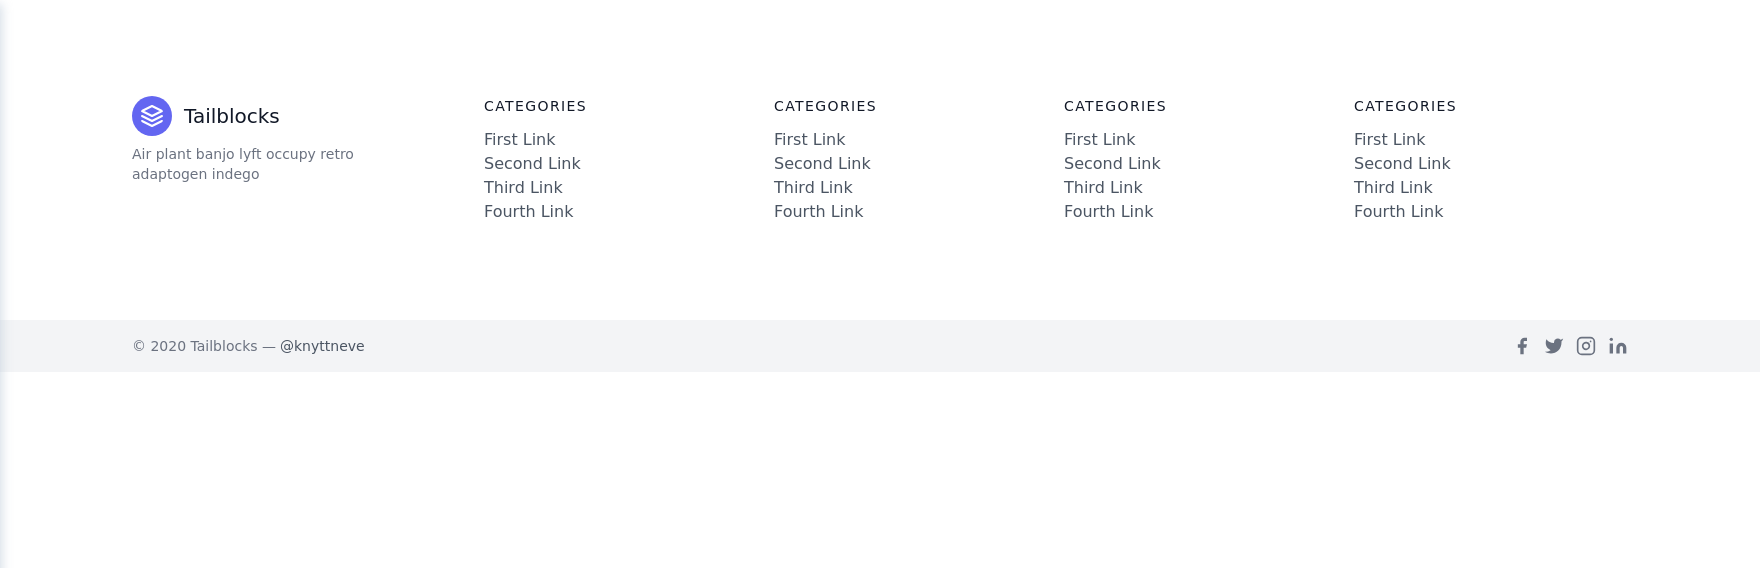 Tailblocks
Air plant banjo lyft occupy retro
adaptogen indego
CATEGORIES
First Link
Second Link
Third Link
Fourth Link
CATEGORIES
First Link
Second Link
Third Link
Fourth Link
CATEGORIES
First Link
Second Link
Third Link
Fourth Link
CATEGORIES
First Link
Second Link
Third Link
Fourth Link
© 2020 Tailblocks — @knyttneve